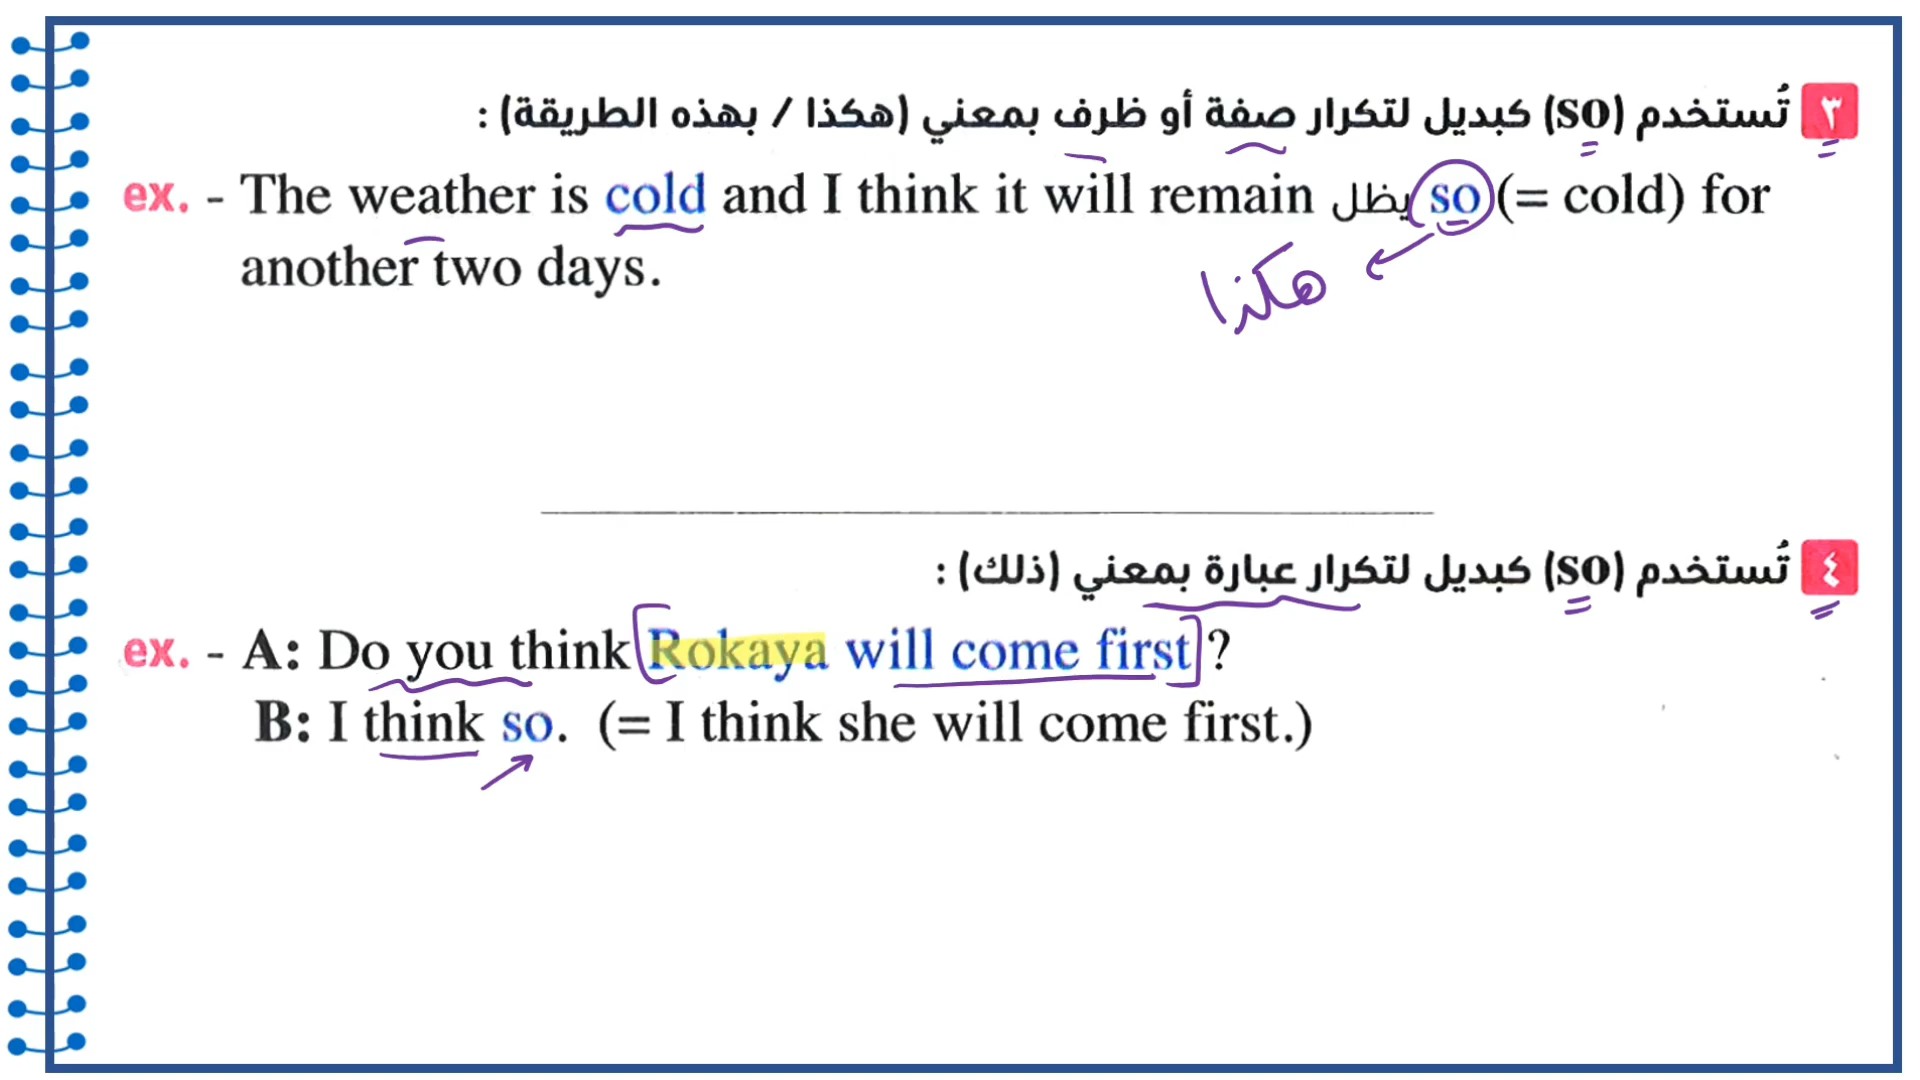 ٣ تُستخدم (so) كبديل لتكرار صفة أو ظرف بمعني (هكذا / بهذه الطريقة) :
ex. - The weather is cold and I think it will remain يظل so (= cold) for
another two days.
هكذا
٤ تُستخدم (so) كبديل لتكرار عبارة بمعني (ذلك) :
ex. - A: Do you think [Rokaya will come first] ?
B: I think so. (= I think she will come first.)